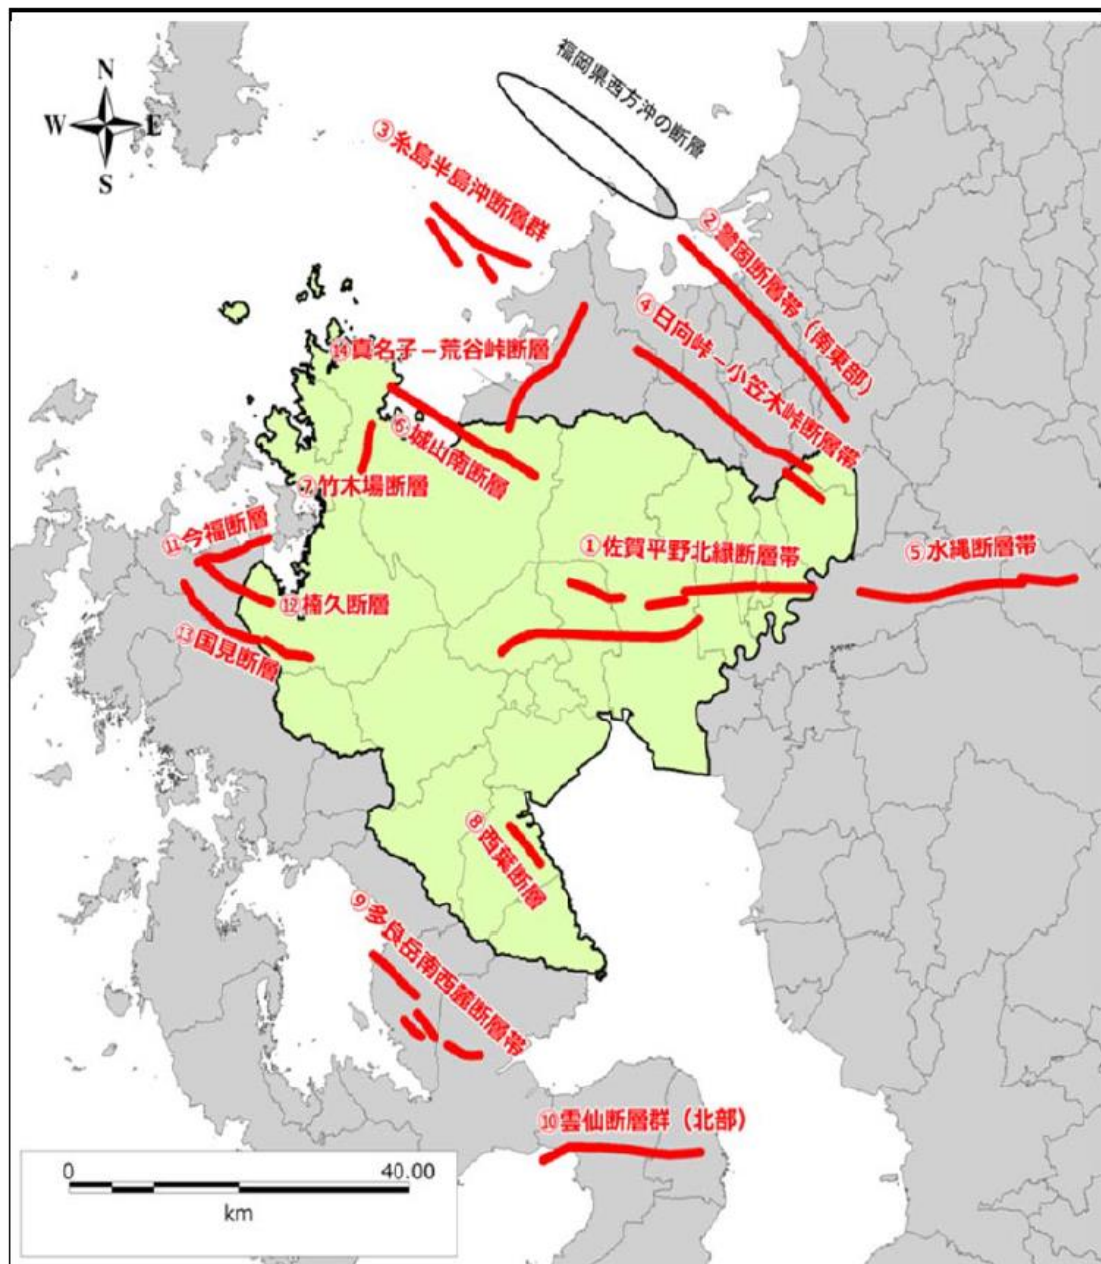 N
W E
S
福岡県西方沖の断層
③糸島半島沖断層群
②警固断層帯（南東部）
④日向峠－小笠木峠断層帯
⑭真名子－荒谷峠断層
⑥城山南断層
⑦竹木場断層
⑪今福断層
①佐賀平野北縁断層帯
⑤水縄断層帯
⑫楠久断層
⑬国見断層
⑧西葉断層
⑨多良岳南西麓断層帯
⑩雲仙断層群（北部）
0 40.00
km